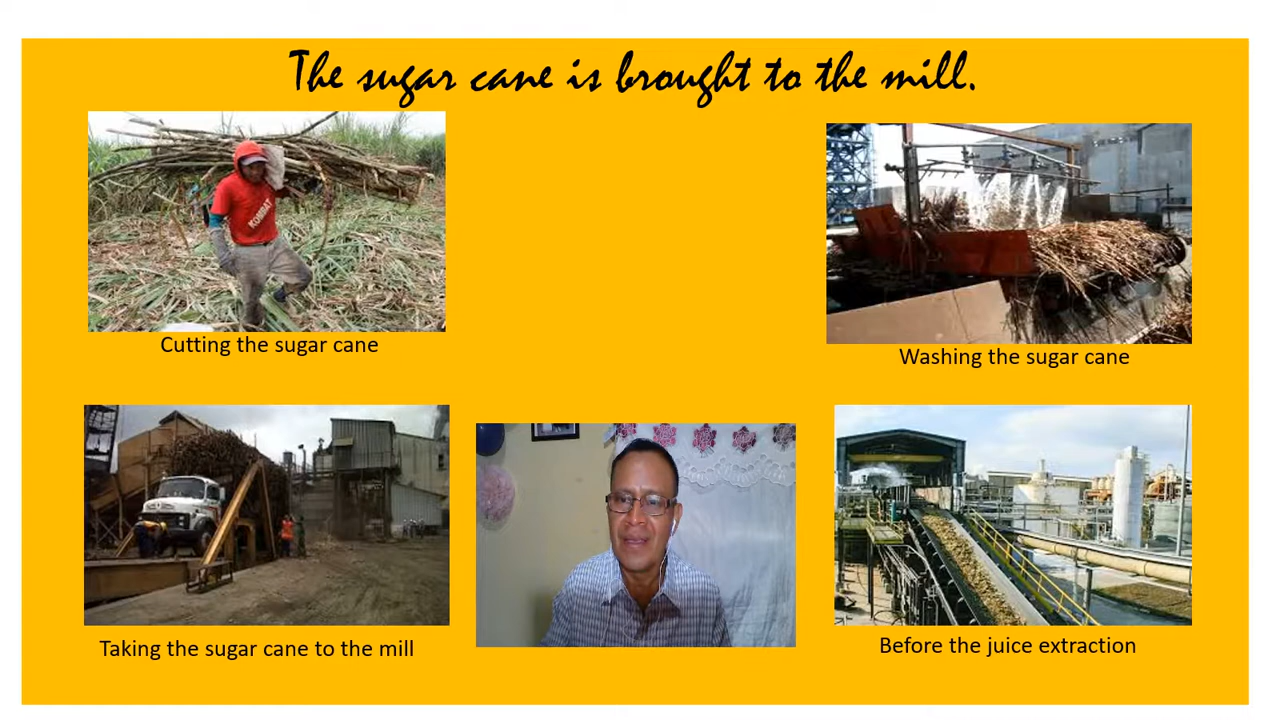 The sugar cane is brought to the mill.
KOMBAT
Cutting the sugar cane
Washing the sugar cane
Taking the sugar cane to the mill
Before the juice extraction